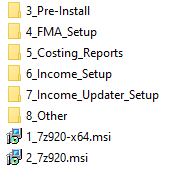 3_Pre-Install
4_FMA_Setup
5_Costing_Reports
6_Income_Setup
7_Income_Updater_Setup
8_Other
1_7z920-x64.msi
2_7z920.msi